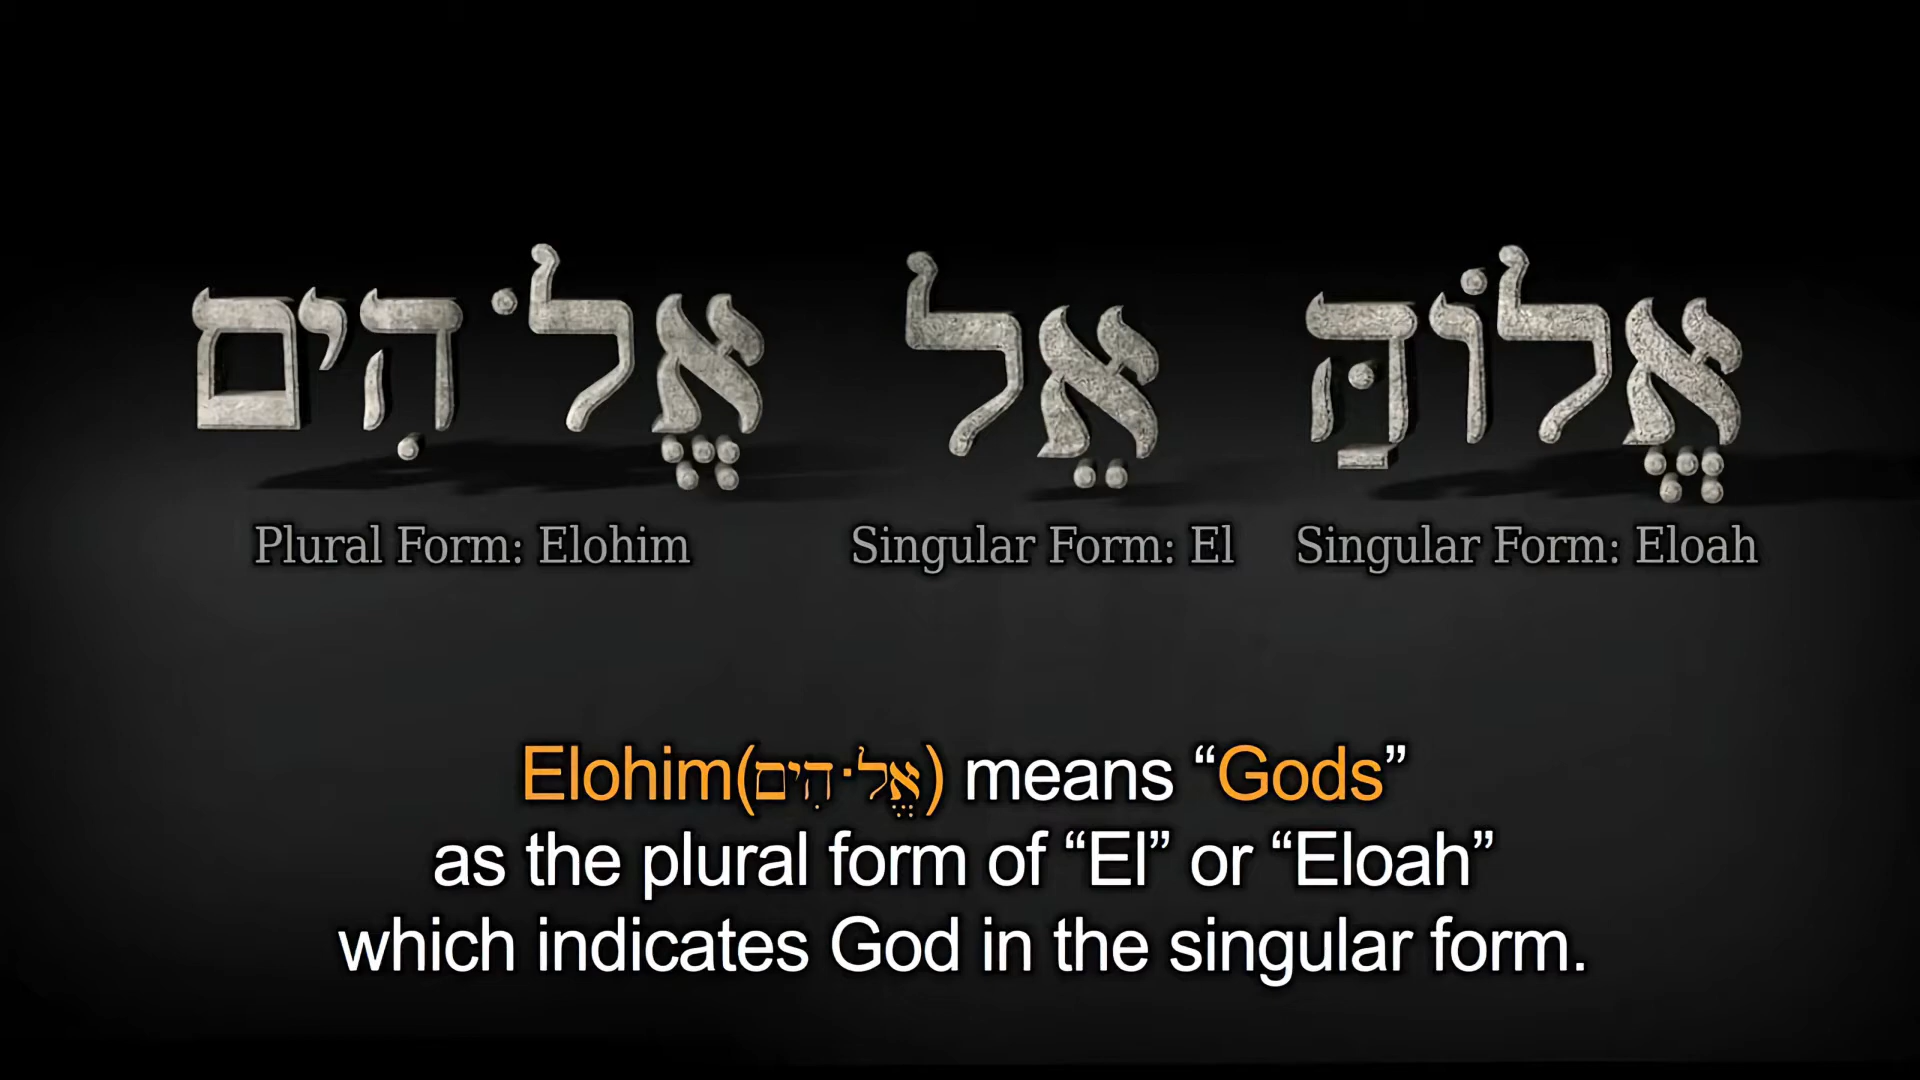 אֱלֹהִים אֵל אֱלוֹהַּ
Plural Form: Elohim Singular Form: El Singular Form: Eloah
Elohim(אֱל·הִים) means “Gods”
as the plural form of “El” or “Eloah”
which indicates God in the singular form.